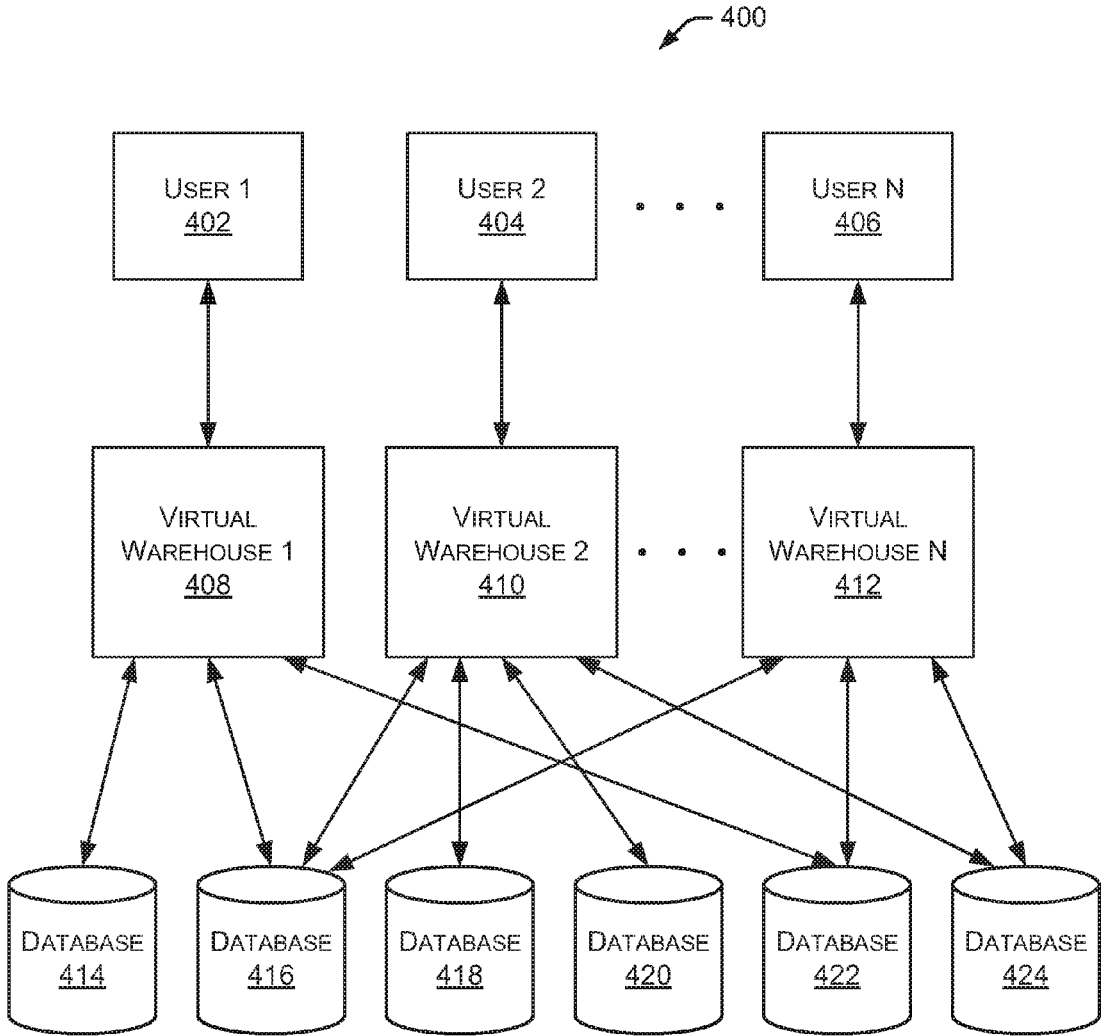 400
USER 1
402
USER 2
404
USER N
406
VIRTUAL
WAREHOUSE 1
408
VIRTUAL
WAREHOUSE 2
410
VIRTUAL
WAREHOUSE N
412
DATABASE
414
DATABASE
416
DATABASE
418
DATABASE
420
DATABASE
422
DATABASE
424